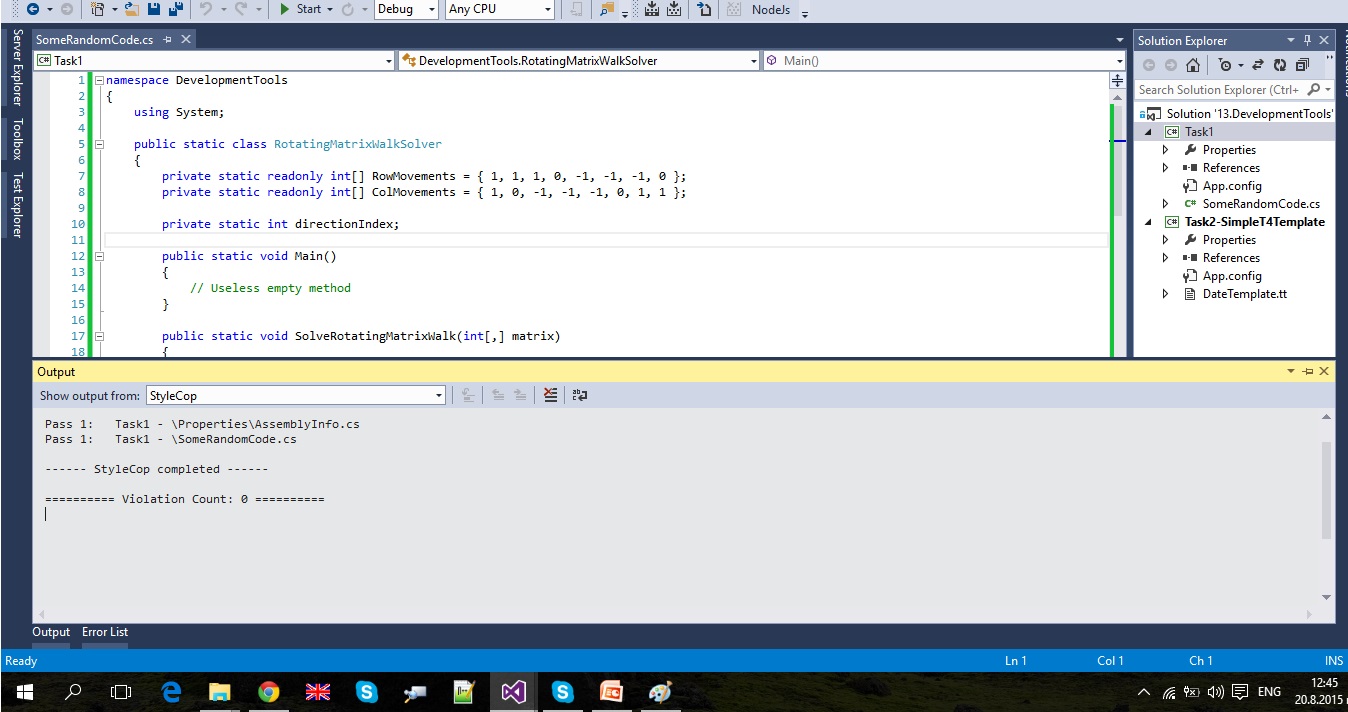 Start
Debug
Any CPU
NodeJs
Server Explorer
Toolbox
Test Explorer
SomeRandomCode.cs
Task1
DevelopmentTools.RotatingMatrixWalkSolver
Main()
1 namespace DevelopmentTools
2 {
3 using System;
4
5 public static class RotatingMatrixWalkSolver
6 {
7 private static readonly int[] RowMovements = { 1, 1, 1, 0, -1, -1, -1, 0 };
8 private static readonly int[] ColMovements = { 1, 0, -1, -1, -1, 0, 1, 1 };
9
10 private static int directionIndex;
11
12 public static void Main()
13 {
14 // Useless empty method
15 }
16
17 public static void SolveRotatingMatrixWalk(int[,] matrix)
18 {
Solution Explorer
Search Solution Explorer (Ctrl+
Solution '13.DevelopmentTools'
C# Task1
Properties
References
App.config
C# SomeRandomCode.cs
C# Task2-SimpleT4Template
Properties
References
App.config
DateTemplate.tt
Output
Show output from: StyleCop
Pass 1: Task1 - \Properties\AssemblyInfo.cs
Pass 1: Task1 - \SomeRandomCode.cs
------ StyleCop completed ------
========== Violation Count: 0 ==========
Output Error List
Ready
Ln 1
Col 1
Ch 1
INS
ENG
12:45
20.8.2015